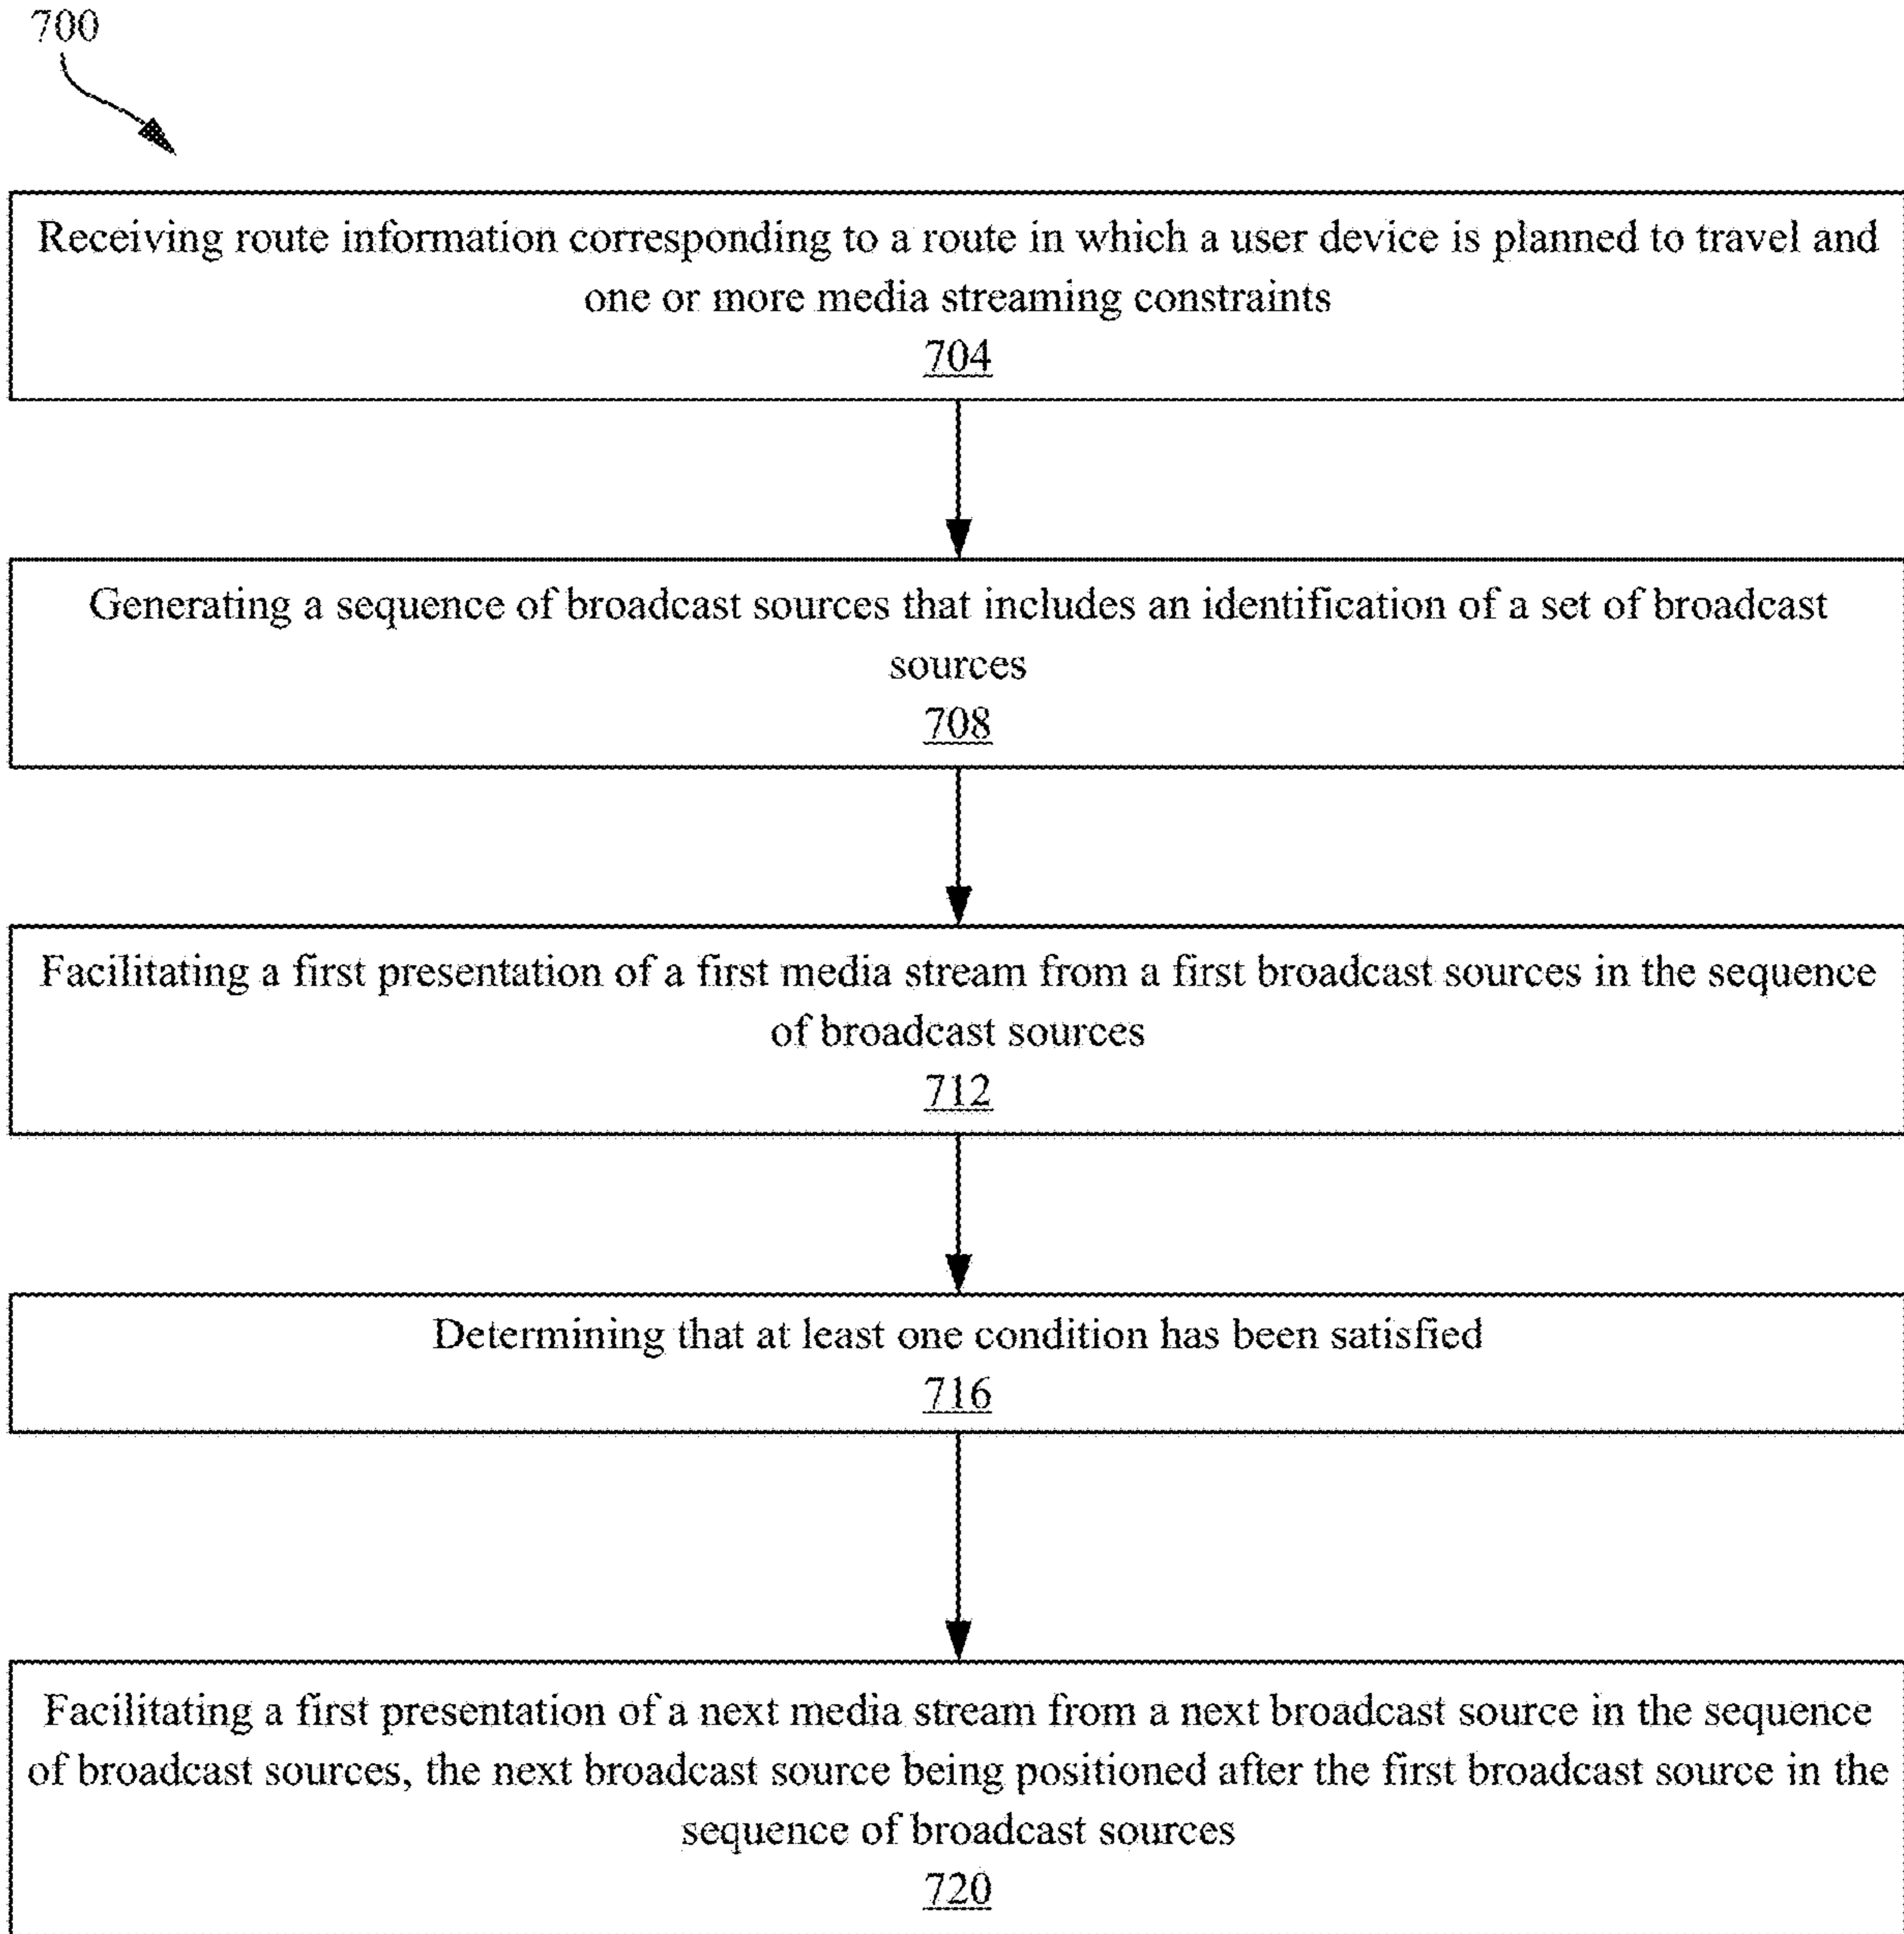 700
Receiving route information corresponding to a route in which a user device is planned to travel and
one or more media streaming constraints
704
Generating a sequence of broadcast sources that includes an identification of a set of broadcast
sources
708
Facilitating a first presentation of a first media stream from a first broadcast sources in the sequence
of broadcast sources
712
Determining that at least one condition has been satisfied
716
Facilitating a first presentation of a next media stream from a next broadcast source in the sequence
of broadcast sources, the next broadcast source being positioned after the first broadcast source in the
sequence of broadcast sources
720